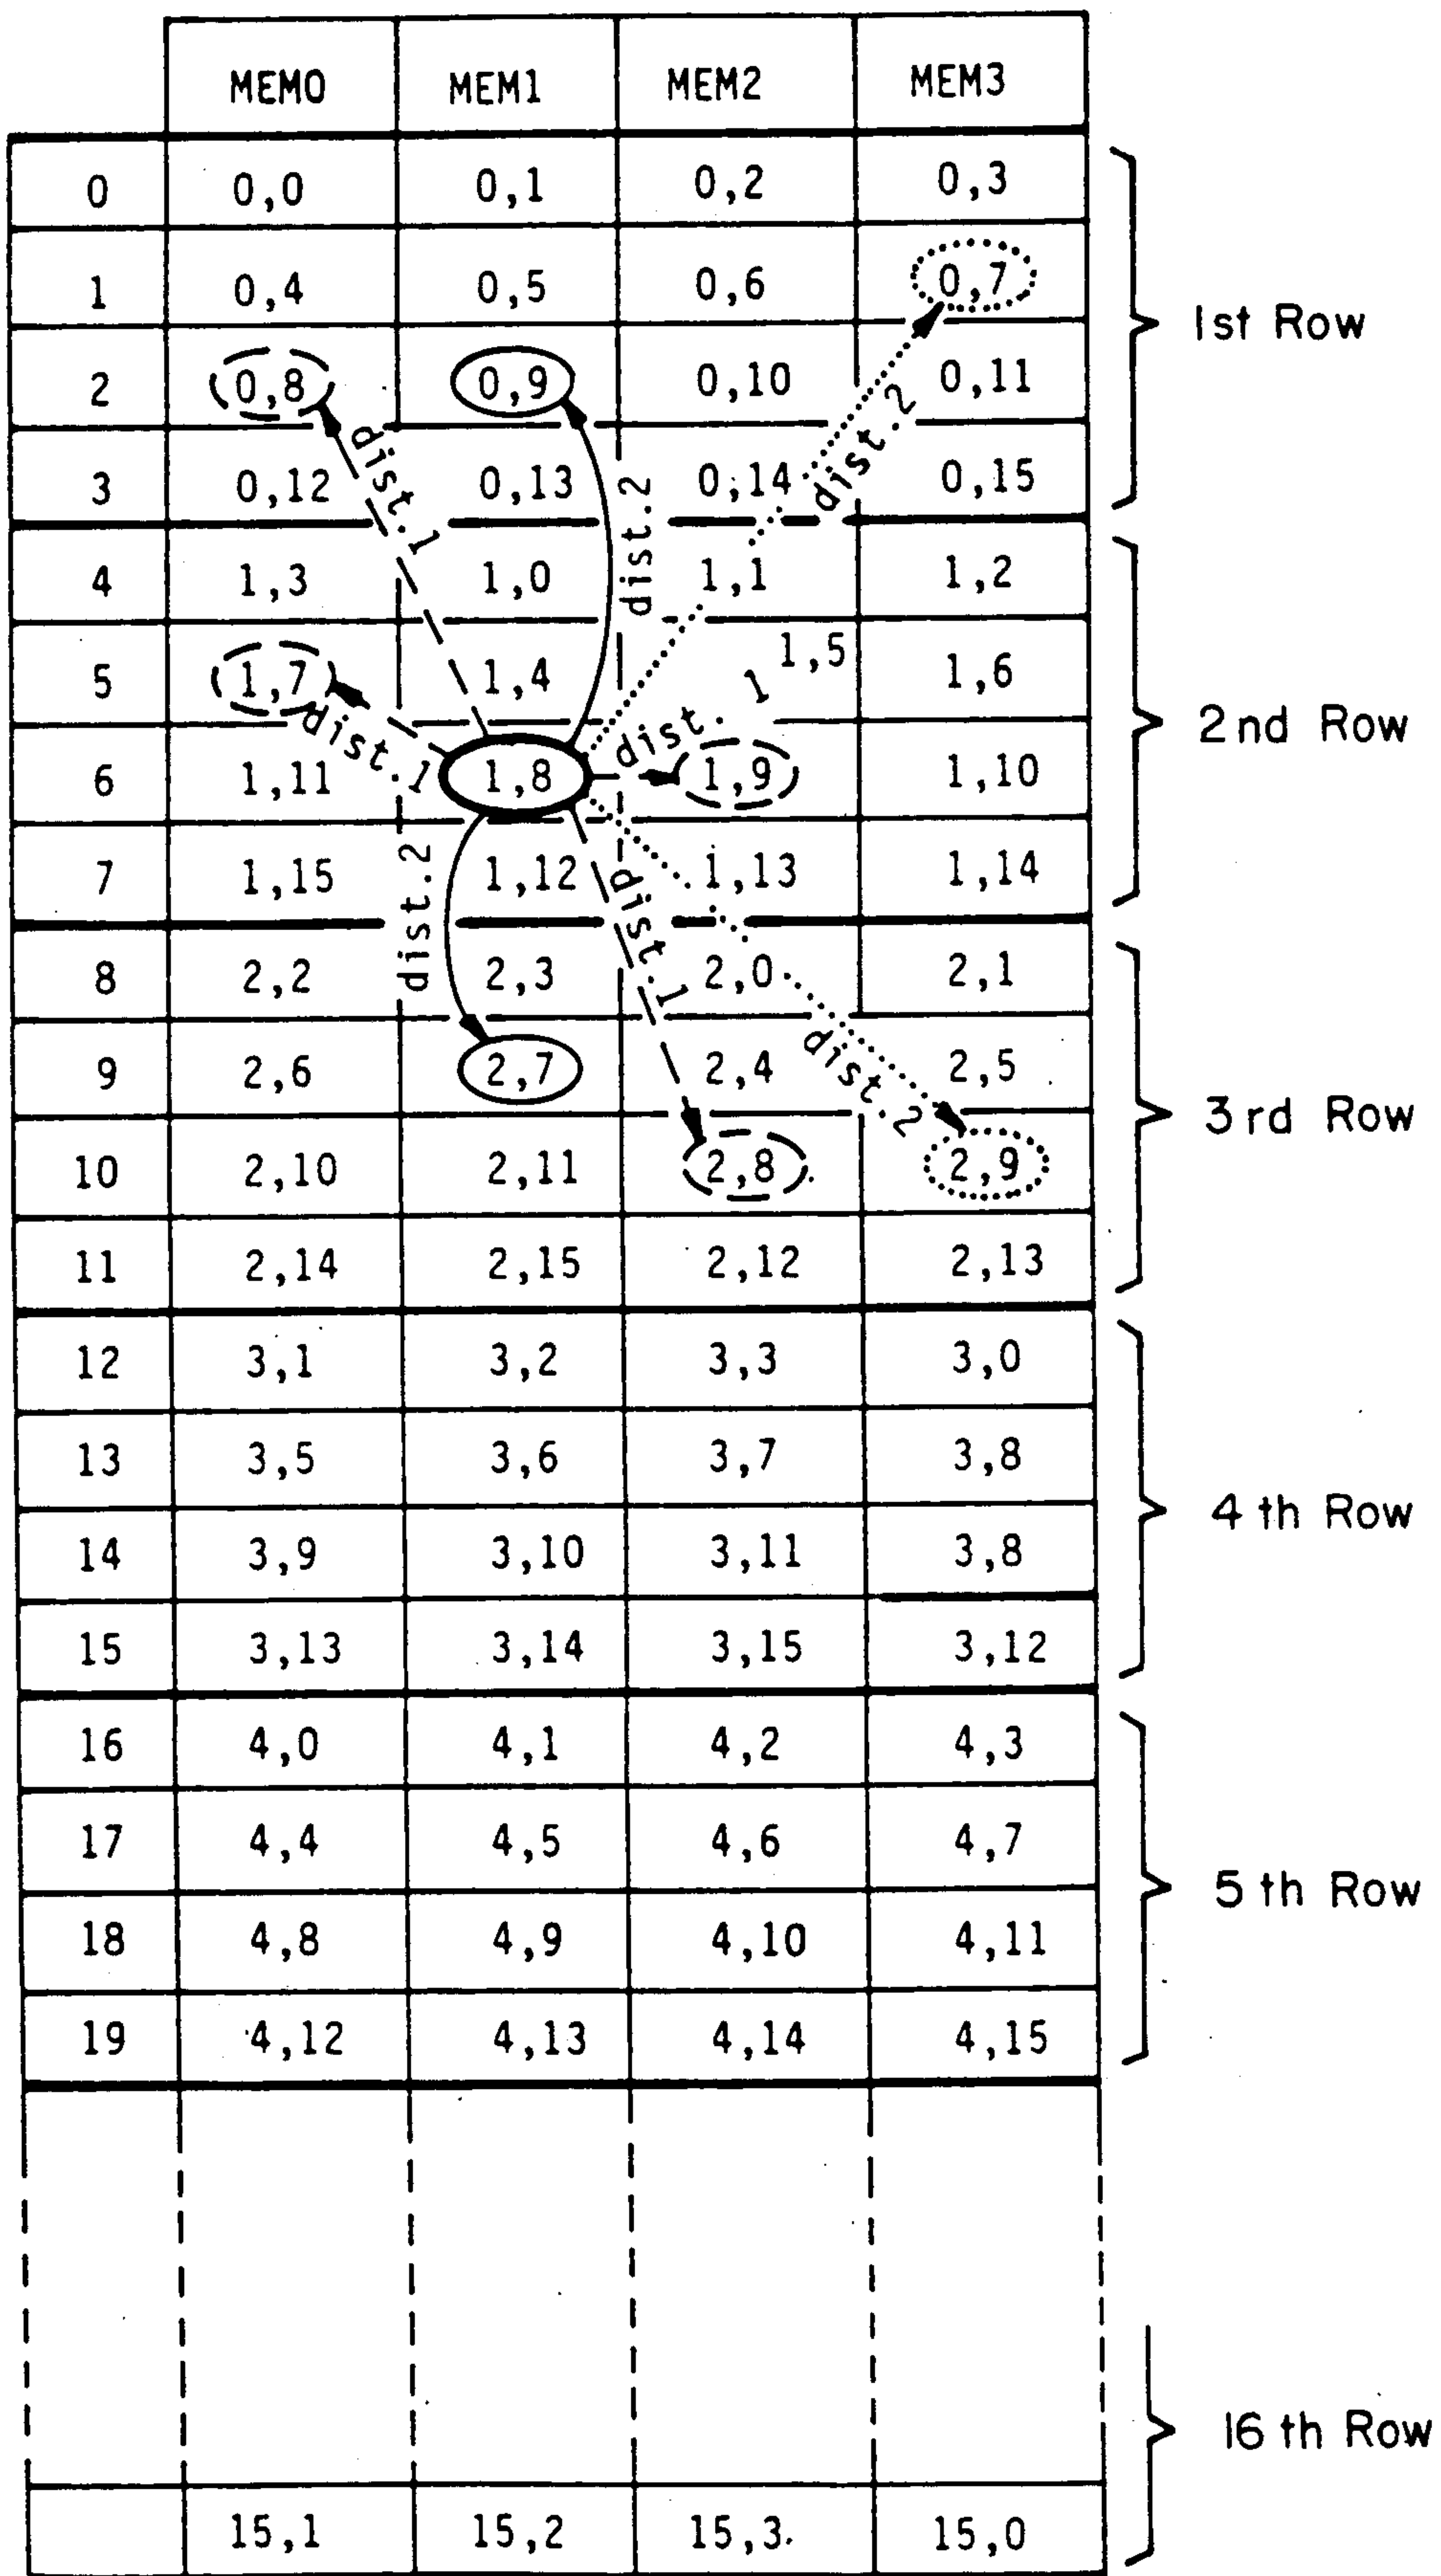 MEM0 MEM1 MEM2 MEM3
0 0,0 0,1 0,2 0,3
1 0,4 0,5 0,6 0,7
1st Row
2 0,8 0,9 0,10 0,11
dist.1
dist.2
dist.2
3 0,12 0,13 0,14 0,15
4 1,3 1,0 1,1 1,2
5 1,7 1,4 1,5 1,6
2nd Row
dist.1
dist. 1
6 1,11 1,8 1,9 1,10
7 1,15 1,12 1,13 1,14
dist.2
dist.1
8 2,2 2,3 2,0 2,1
9 2,6 2,7 2,4 2,5
dist.2
3rd Row
10 2,10 2,11 2,8 2,9
11 2,14 2,15 2,12 2,13
12 3,1 3,2 3,3 3,0
13 3,5 3,6 3,7 3,8
4th Row
14 3,9 3,10 3,11 3,8
15 3,13 3,14 3,15 3,12
16 4,0 4,1 4,2 4,3
17 4,4 4,5 4,6 4,7
5th Row
18 4,8 4,9 4,10 4,11
19 4,12 4,13 4,14 4,15
16th Row
15,1 15,2 15,3 15,0